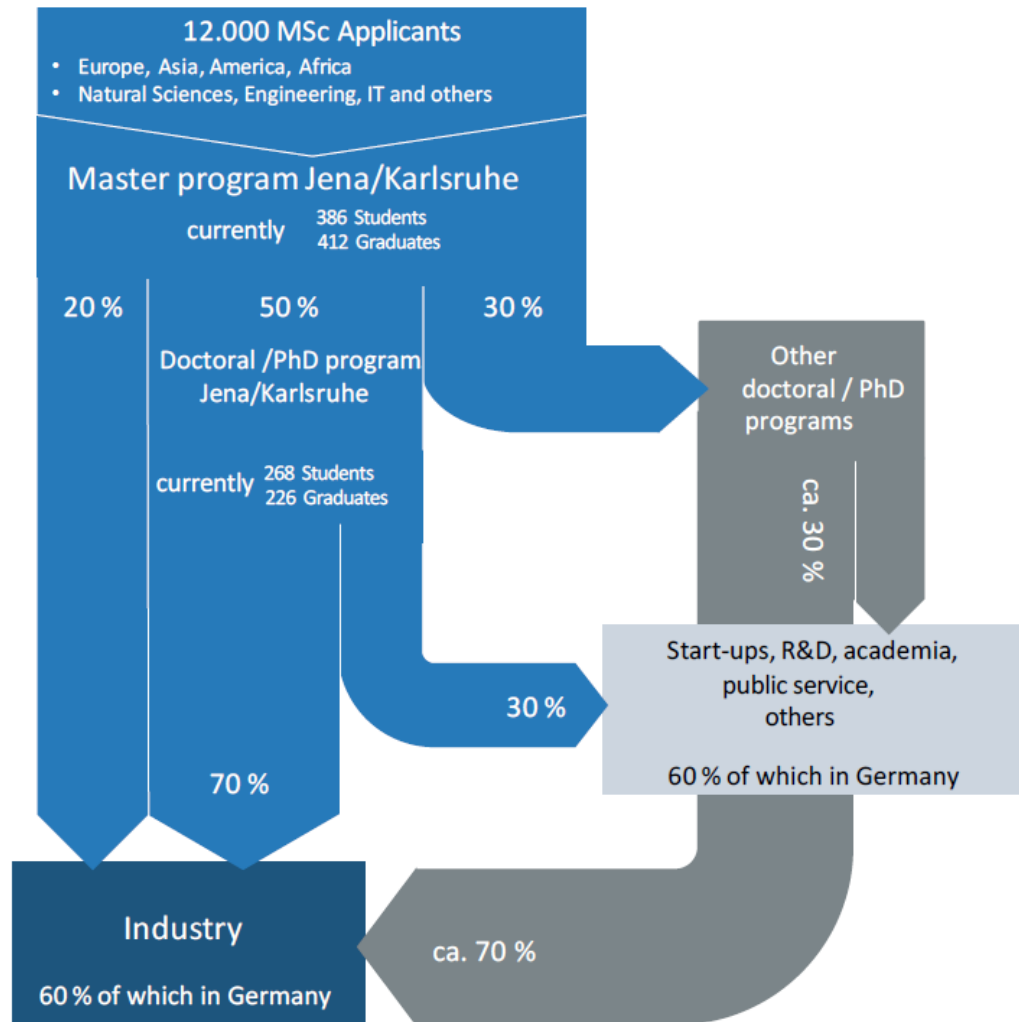 12.000 MSc Applicants
• Europe, Asia, America, Africa
• Natural Sciences, Engineering, IT and others
Master program Jena/Karlsruhe
currently 386 Students
412 Graduates
20 %
50 %
30 %
Doctoral /PhD program
Jena/Karlsruhe
currently 268 Students
226 Graduates
Other
doctoral / PhD
programs
ca. 30 %
Start-ups, R&D, academia,
public service,
others
60 % of which in Germany
30 %
70 %
Industry
60 % of which in Germany
ca. 70 %